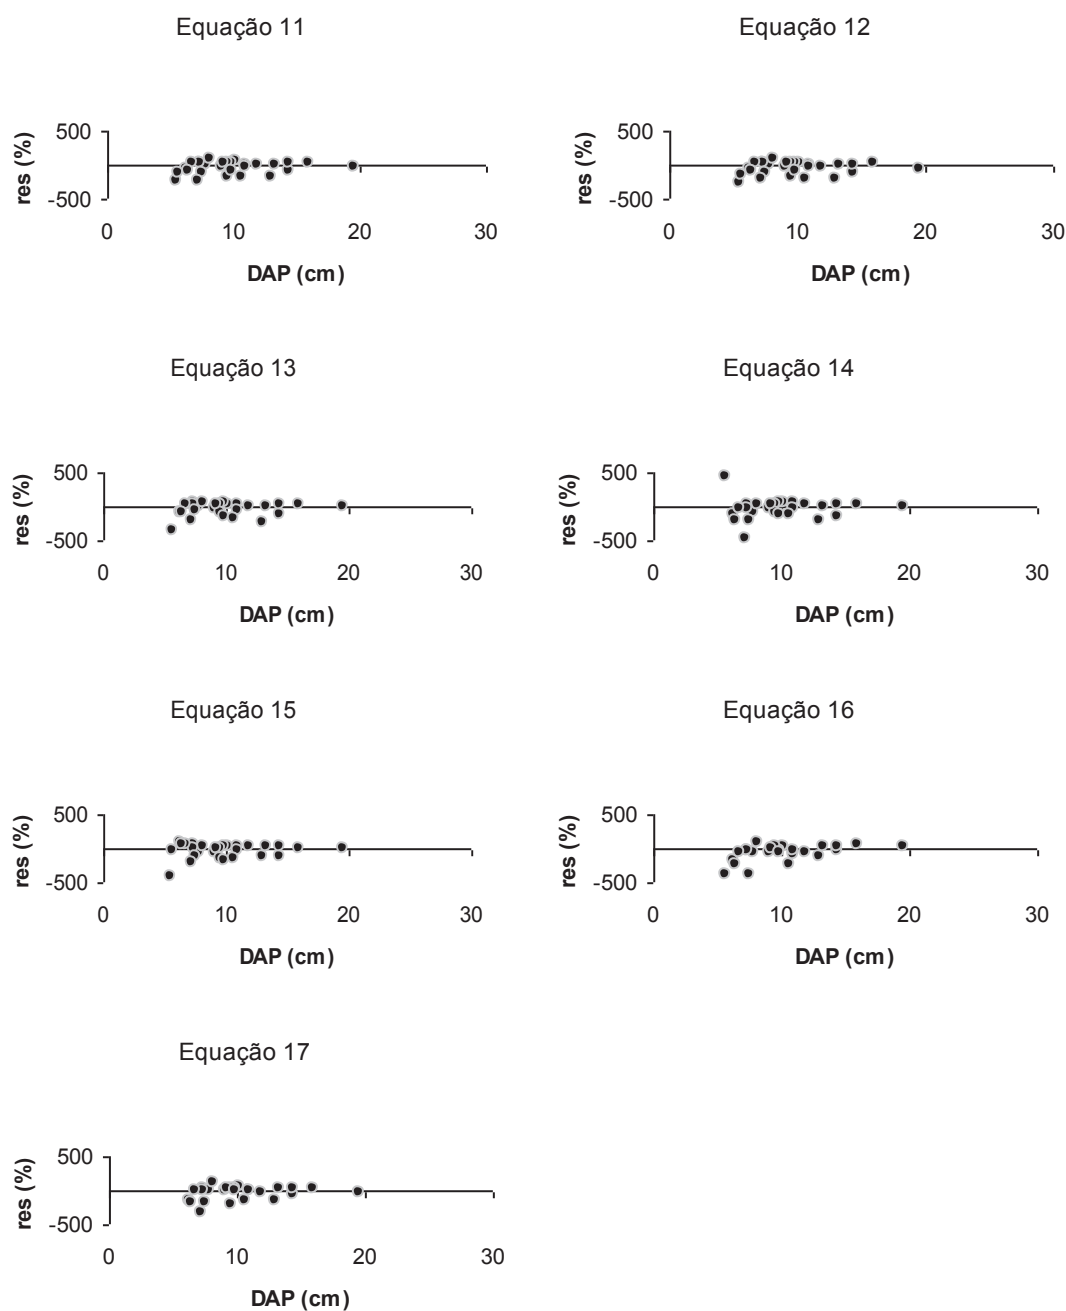 Equação 11
500
res (%)
-500
0 10 20 30
DAP (cm)
Equação 12
500
res (%)
-500
0 10 20 30
DAP (cm)
Equação 13
500
res (%)
-500
0 10 20 30
DAP (cm)
Equação 14
500
res (%)
-500
0 10 20 30
DAP (cm)
Equação 15
500
res (%)
-500
0 10 20 30
DAP (cm)
Equação 16
500
res (%)
-500
0 10 20 30
DAP (cm)
Equação 17
500
res (%)
-500
0 10 20 30
DAP (cm)